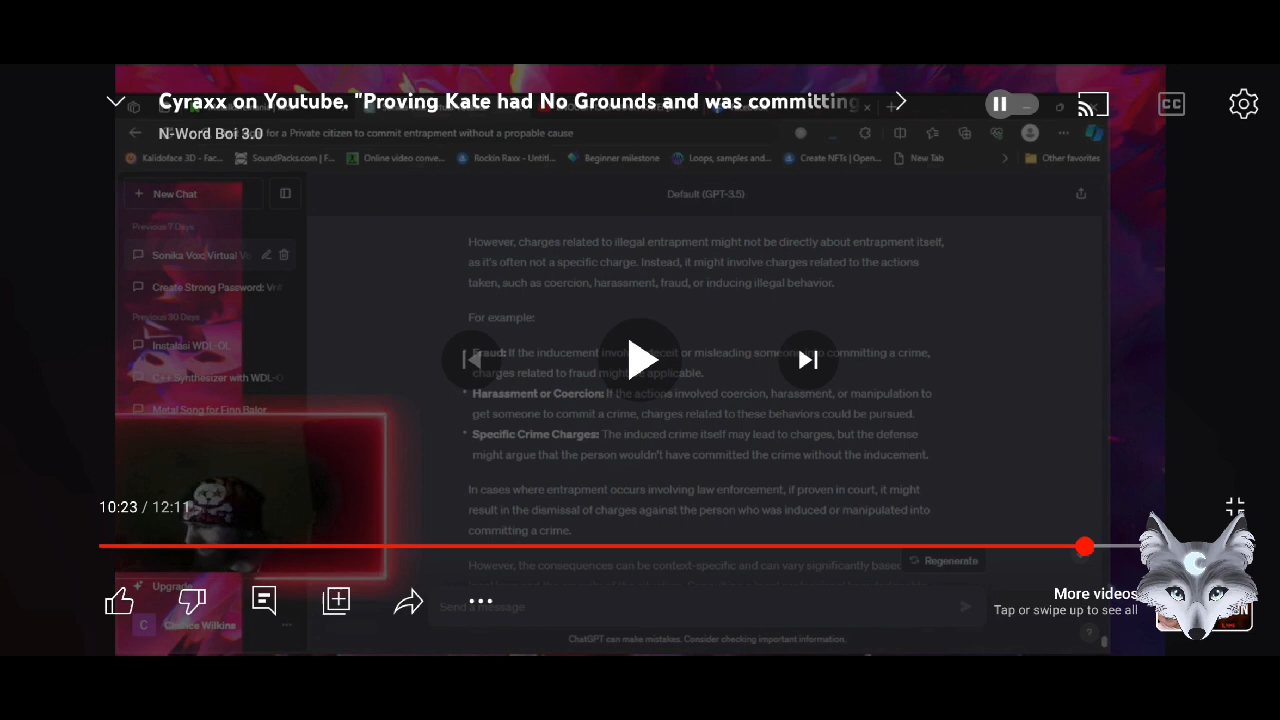 Cyraxx on Youtube. "Proving Kate had No Grounds and was committing
N-Word Bot 3.0
for a Private citizen to commit entrapment without a propable cause
Kalidoface 3D - Fac...
SoundPacks.com | F...
Online video conve...
Rockin Raxx - Untitl...
Beginner milestone
Loops, samples and...
Create NFTs | Open...
New Tab
Other favorites
New Chat
Default (GPT-3.5)
CC
Previous 7 Days
Sonika Vox: Virtual Vo
Create Strong Password: Vr#
Previous 30 Days
Instalasi WDL-OL
C++ Synthesizer with WDL-O
Metal Song for Finn Balor
However, charges related to illegal entrapment might not be directly about entrapment itself,
as it's often not a specific charge. Instead, it might involve charges related to the actions
taken, such as coercion, harassment, fraud, or inducing illegal behavior.
For example:
Fraud: If the inducement involves deceit or misleading someone into committing a crime,
charges related to fraud might be applicable.
• Harassment or Coercion: If the actions involved coercion, harassment, or manipulation to
get someone to commit a crime, charges related to these behaviors could be pursued.
• Specific Crime Charges: The induced crime itself may lead to charges, but the defense
might argue that the person wouldn't have committed the crime without the inducement.
In cases where entrapment occurs involving law enforcement, if proven in court, it might
result in the dismissal of charges against the person who was induced or manipulated into
committing a crime.
However, the consequences can be context-specific and can vary significantly based
Regenerate
10:23 / 12:11
Upgrade
C
Chance Wilkins
Send a message
ChatGPT can make mistakes. Consider checking important information.
?
More videos
Tap or swipe up to see all